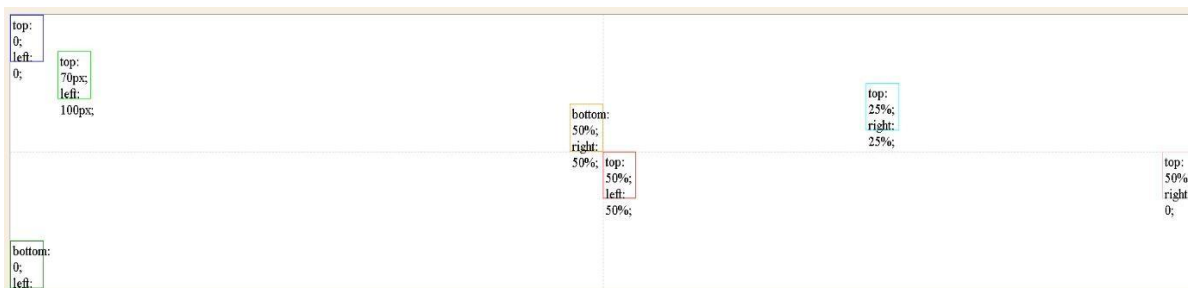 top:
0;
left:
0;
top:
70px;
left:
100px;
bottom:
50%;
right:
50%;
top:
25%;
right:
25%;
top:
50%;
left:
50%;
top:
50%
right
0;
bottom:
0;
left: